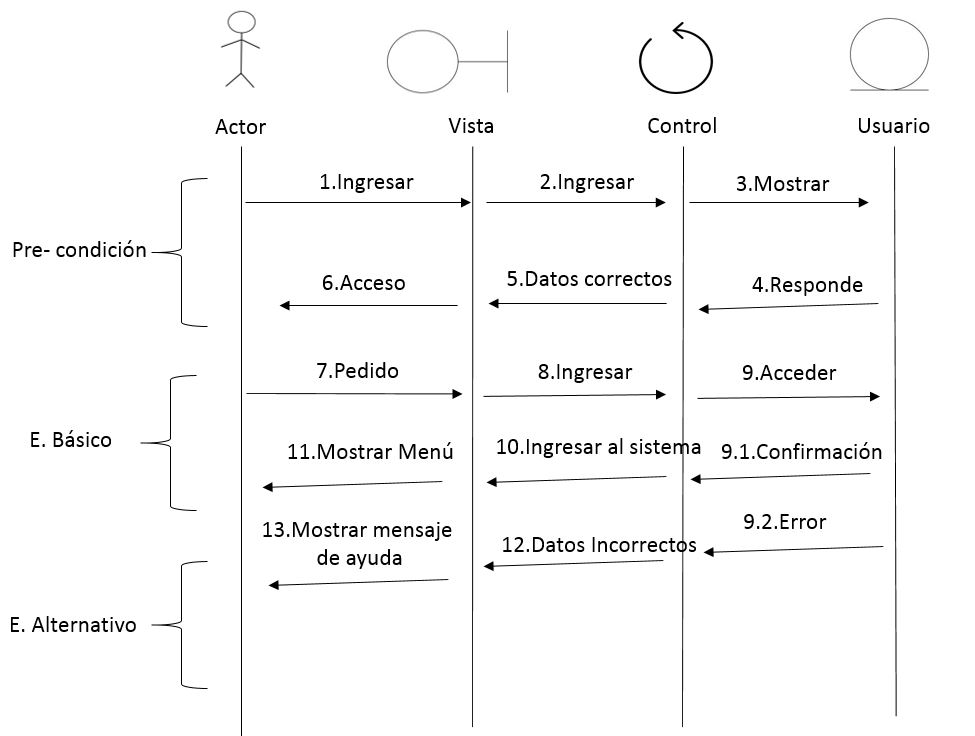 Actor
Vista
Control
Usuario
1.Ingresar
2.Ingresar
3.Mostrar
Pre- condición
6.Acceso
5.Datos correctos
4.Responde
7.Pedido
8.Ingresar
9.Acceder
E. Básico
11.Mostrar Menú
10.Ingresar al sistema
9.1.Confirmación
13.Mostrar mensaje
de ayuda
12.Datos Incorrectos
9.2.Error
E. Alternativo